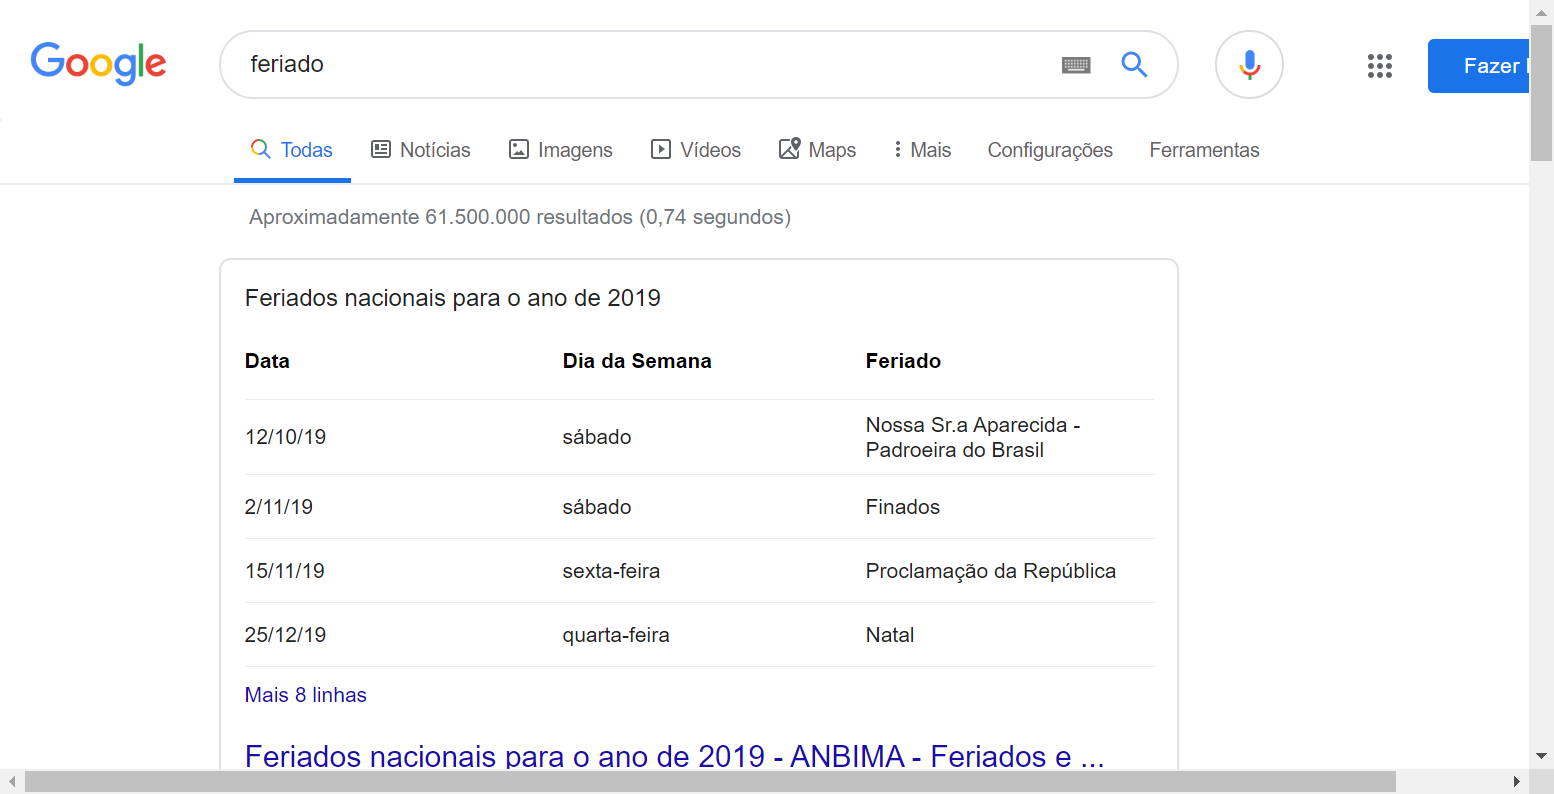 Google
feriado
Fazer
Todas Notícias Imagens Vídeos Maps Mais Configurações Ferramentas
Aproximadamente 61.500.000 resultados (0,74 segundos)
Feriados nacionais para o ano de 2019
Data Dia da Semana Feriado
12/10/19 sábado Nossa Sr.a Aparecida -
Padroeira do Brasil
2/11/19 sábado Finados
15/11/19 sexta-feira Proclamação da República
25/12/19 quarta-feira Natal
Mais 8 linhas
Feriados nacionais para o ano de 2019 - ANBIMA - Feriados e ...